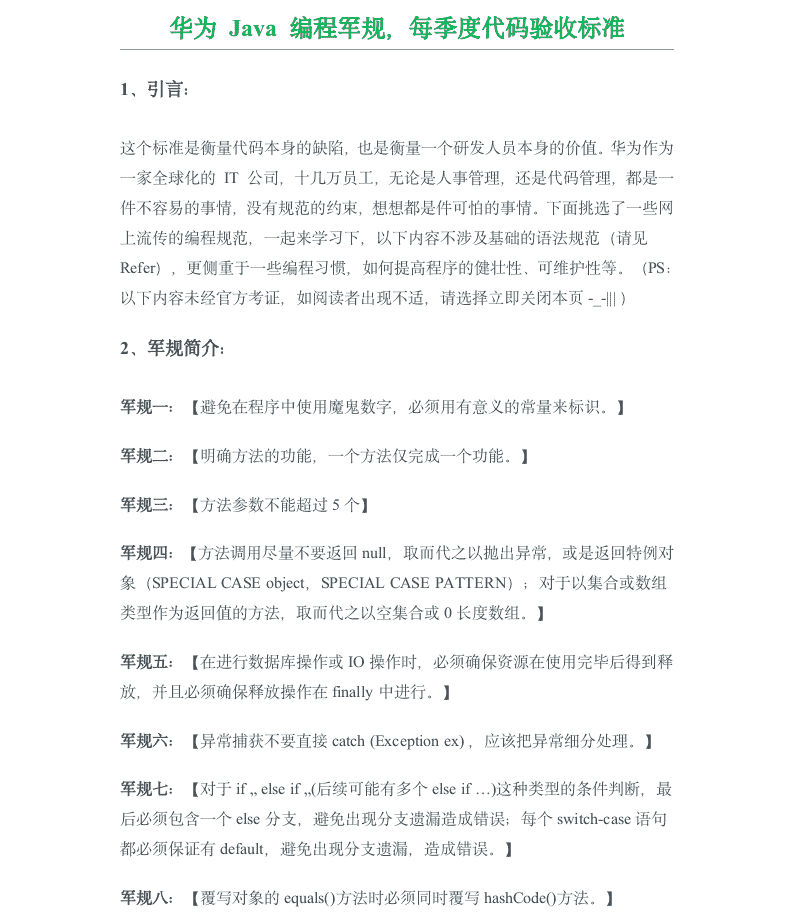 华为 Java 编程军规，每季度代码验收标准
1、引言：
这个标准是衡量代码本身的缺陷，也是衡量一个研发人员本身的价值。华为作为
一家全球化的 IT 公司，十几万员工，无论是人事管理，还是代码管理，都是一
件不容易的事情，没有规范的约束，想想都是件可怕的事情。下面挑选了一些网
上流传的编程规范，一起来学习下，以下内容不涉及基础的语法规范（请见
Refer），更侧重于一些编程习惯，如何提高程序的健壮性、可维护性等。（PS：
以下内容未经官方考证，如阅读者出现不适，请选择立即关闭本页 -_-||| ）
2、军规简介：
军规一：【避免在程序中使用魔鬼数字，必须用有意义的常量来标识。】
军规二：【明确方法的功能，一个方法仅完成一个功能。】
军规三：【方法参数不能超过 5 个】
军规四：【方法调用尽量不要返回 null，取而代之以抛出异常，或是返回特例对
象（SPECIAL CASE object，SPECIAL CASE PATTERN）；对于以集合或数组
类型作为返回值的方法，取而代之以空集合或 0 长度数组。】
军规五：【在进行数据库操作或 IO 操作时，必须确保资源在使用完毕后得到释
放，并且必须确保释放操作在 finally 中进行。】
军规六：【异常捕获不要直接 catch (Exception ex) ，应该把异常细分处理。】
军规七：【对于 if „ else if „(后续可能有多个 else if …)这种类型的条件判断，最
后必须包含一个 else 分支，避免出现分支遗漏造成错误；每个 switch-case 语句
都必须保证有 default，避免出现分支遗漏，造成错误。】
军规八：【覆写对象的 equals()方法时必须同时覆写 hashCode()方法。】